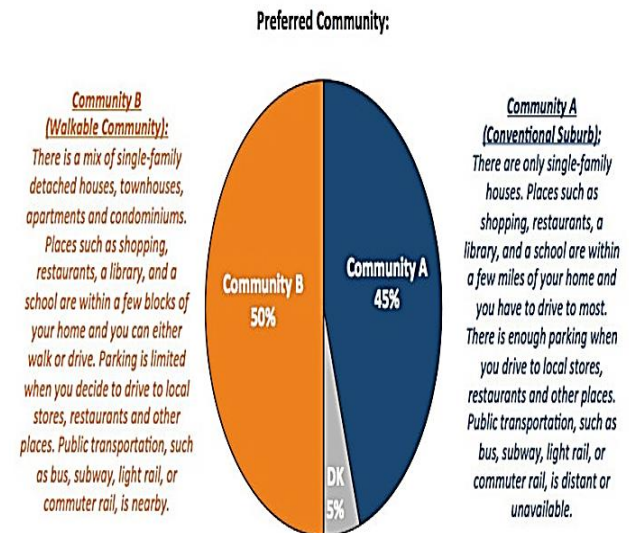 Preferred Community:
Community B
(Walkable Community):
There is a mix of single-family
detached houses, townhouses,
apartments and condominiums.
Places such as shopping,
restaurants, a library, and a
school are within a few blocks of
your home and you can either
walk or drive. Parking is limited
when you decide to drive to local
stores, restaurants and other
places. Public transportation, such
as bus, subway, light rail, or
commuter rail, is nearby.
Community B
50%
Community A
45%
DK
5%
Community A
(Conventional Suburb):
There are only single-family
houses. Places such as
shopping, restaurants, a
library, and a school are within
a few miles of your home and
you have to drive to most.
There is enough parking when
you drive to local stores,
restaurants and other places.
Public transportation, such as
bus, subway, light rail, or
commuter rail, is distant or
unavailable.